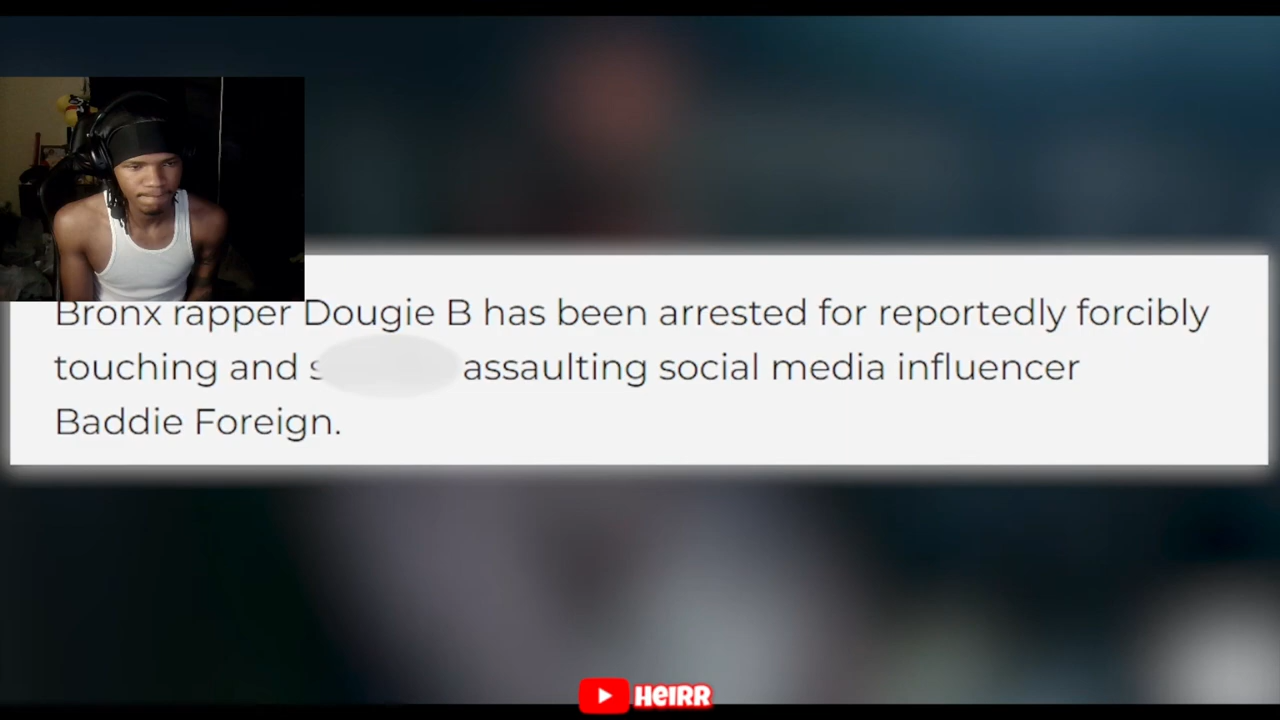 Bronx rapper Dougie B has been arrested for reportedly forcibly
touching and s assaulting social media influencer
Baddie Foreign.
HEIRR